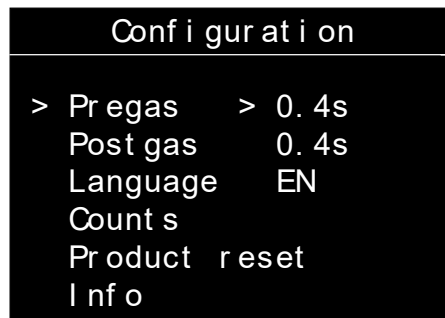 Configuration
> Pregas > 0.4s
Postgas 0.4s
Language EN
Counts
Product reset
Info